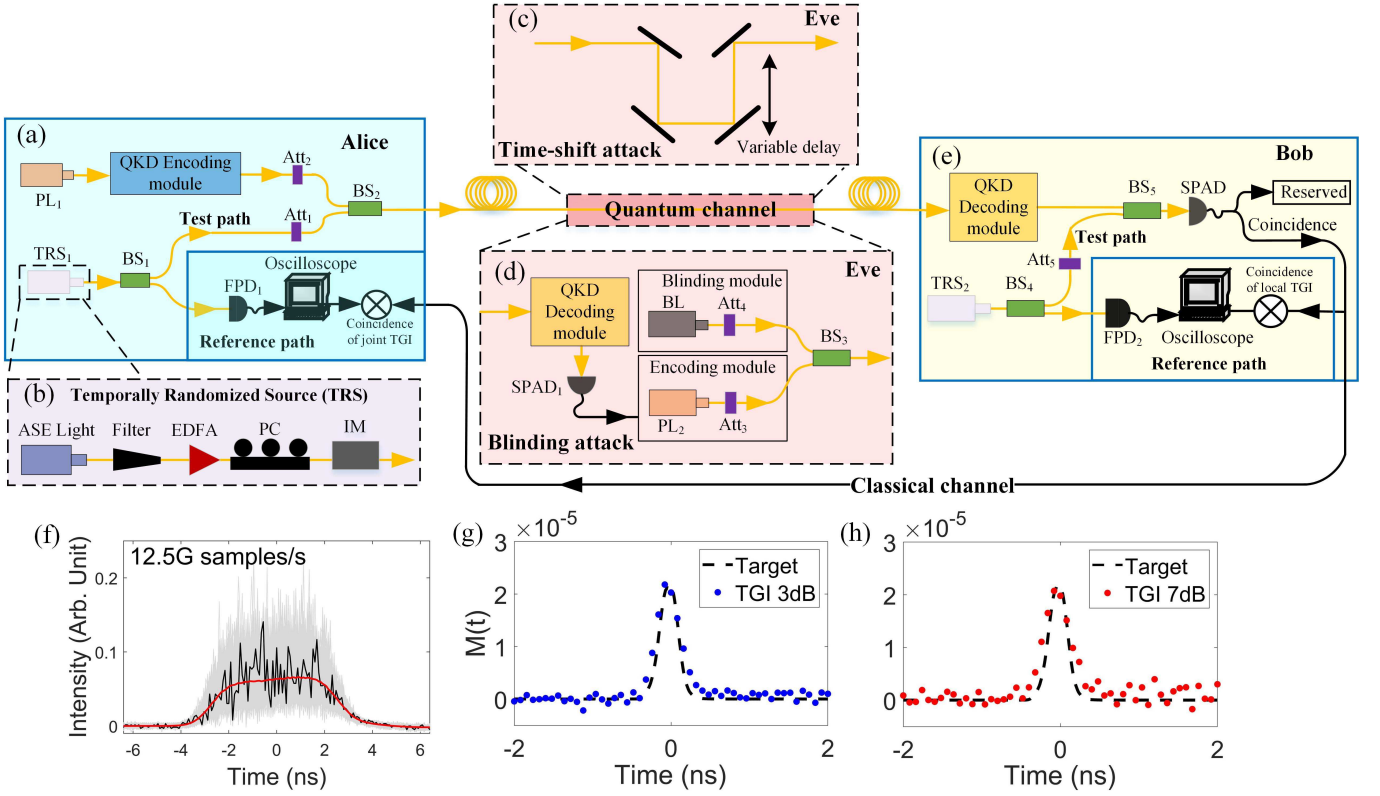 (c)
Eve
Time-shift attack
Variable delay
(a)
Alice
PL1
QKD Encoding
module
Att2
BS2
Test path
Att1
TRS1
BS1
FPD1
Oscilloscope
Coincidence
of joint TGI
Reference path
(b)
Temporally Randomized Source (TRS)
ASE Light
Filter
EDFA
PC
IM
Quantum channel
(d)
Eve
QKD
Decoding
module
SPAD1
Blinding attack
Blinding module
BL
Att4
Encoding module
PL2
Att3
BS3
(e)
Bob
QKD
Decoding
module
BS5
SPAD
Reserved
Coincidence
Test path
Att5
TRS2
BS4
FPD2
Oscilloscope
Coincidence
of local TGI
Reference path
Classical channel
(f)
12.5G samples/s
Intensity (Arb. Unit)
0.2
0.1
0
-6
-4
-2
0
2
4
6
Time (ns)
(g)
×10-5
Target
TGI 3dB
M(t)
3
2
1
0
-2
0
2
Time (ns)
(h)
×10-5
Target
TGI 7dB
3
2
1
0
-2
0
2
Time (ns)